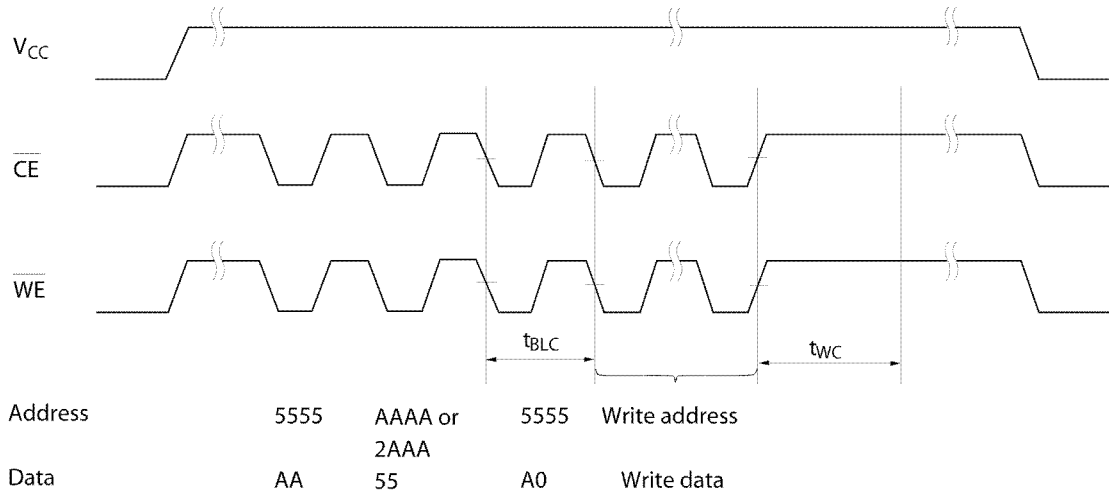 VCC
CE
WE
tBLC
tWC
Address 5555 AAAA or 5555 Write address
2AAA
Data AA 55 A0 Write data